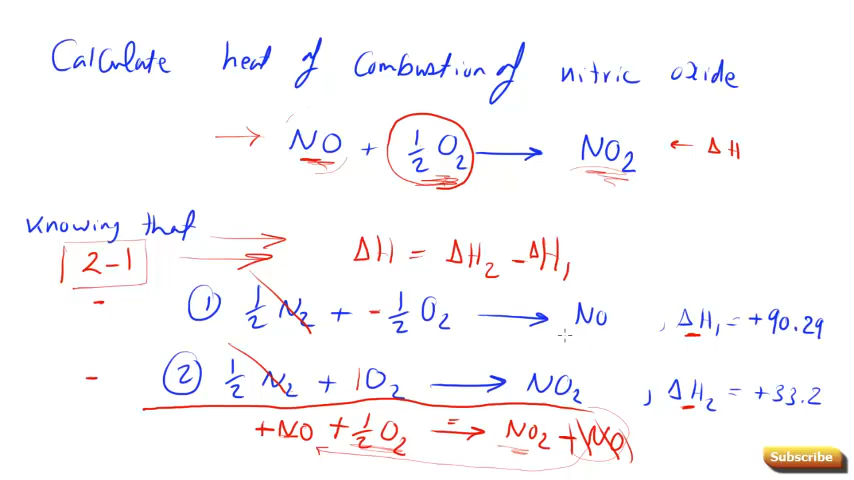 Calculate heat of Combustion of nitric oxide
→ NO + 1/2 O2 → NO2 ← ΔH
Knowing that
2-1 ΔH = ΔH2 - ΔH1
- ① 1/2 N2 + - 1/2 O2 → NO , ΔH1 = +90.29
- ② 1/2 N2 + 1O2 → NO2 , ΔH2 = +33.2
+NO + 1/2 O2 => NO2 + NO
Subscribe